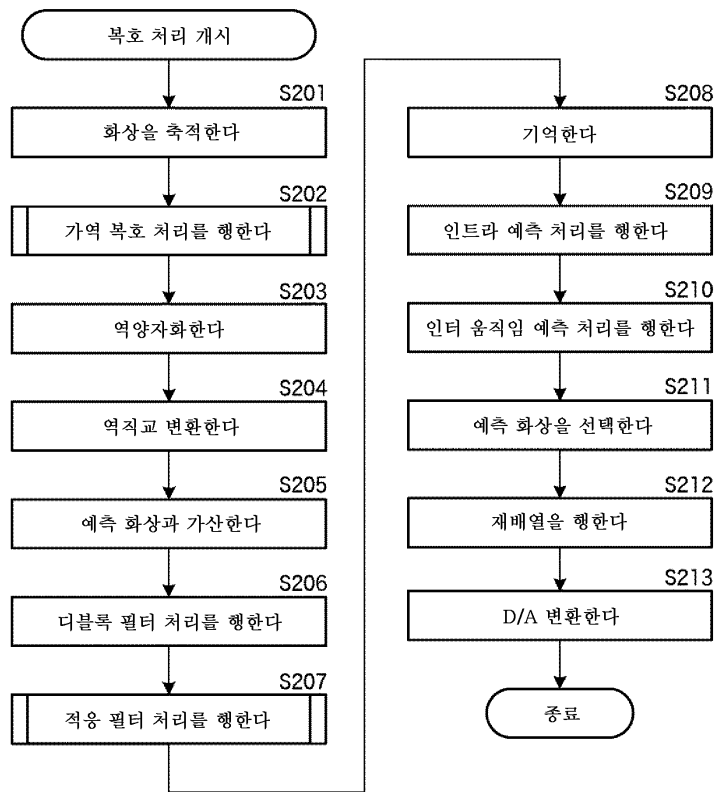 복호 처리 개시
S201
화상을 축적한다
S202
가역 복호 처리를 행한다
S203
역양자화한다
S204
역직교 변환한다
S205
예측 화상과 가산한다
S206
디블록 필터 처리를 행한다
S207
적응 필터 처리를 행한다
S208
기억한다
S209
인트라 예측 처리를 행한다
S210
인터 움직임 예측 처리를 행한다
S211
예측 화상을 선택한다
S212
재배열을 행한다
S213
D/A 변환한다
종료